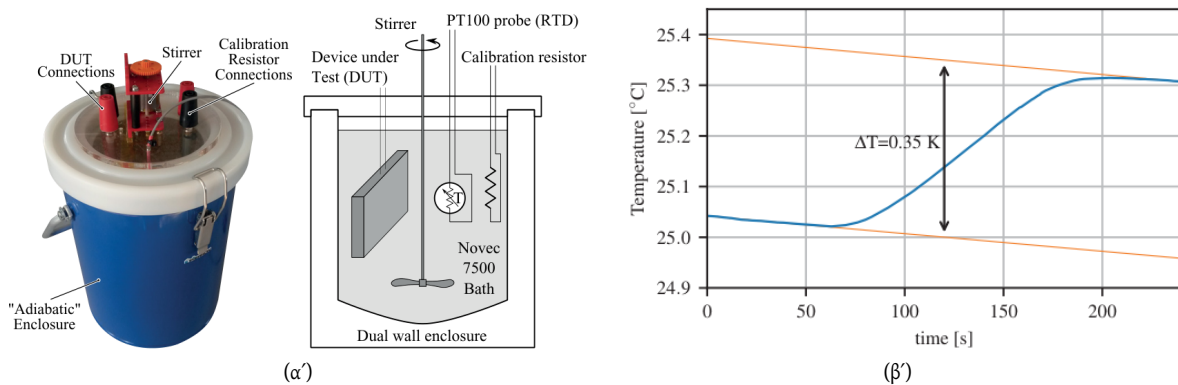 DUT
Connections
Stirrer
Calibration
Resistor
Connections
"Adiabatic"
Enclosure
Stirrer
PT100 probe (RTD)
Device under
Test (DUT)
Calibration resistor
T
Novec
7500
Bath
Dual wall enclosure
(α′)
Temperature [°C]
25.4
25.3
25.2
25.1
25.0
24.9
ΔT=0.35 K
0
50
100
150
200
time [s]
(β′)